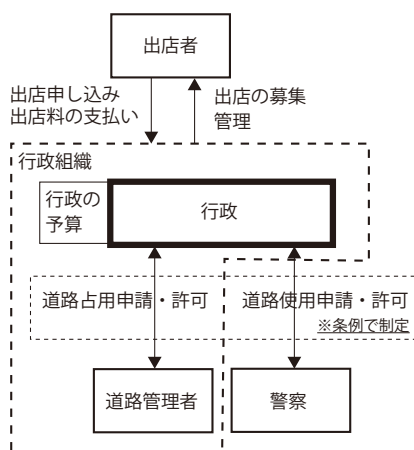 出店者
出店申し込み
出店料の支払い
出店の募集
管理
行政組織
行政の
予算
行政
道路占用申請・許可
道路使用申請・許可
※条例で制定
道路管理者
警察